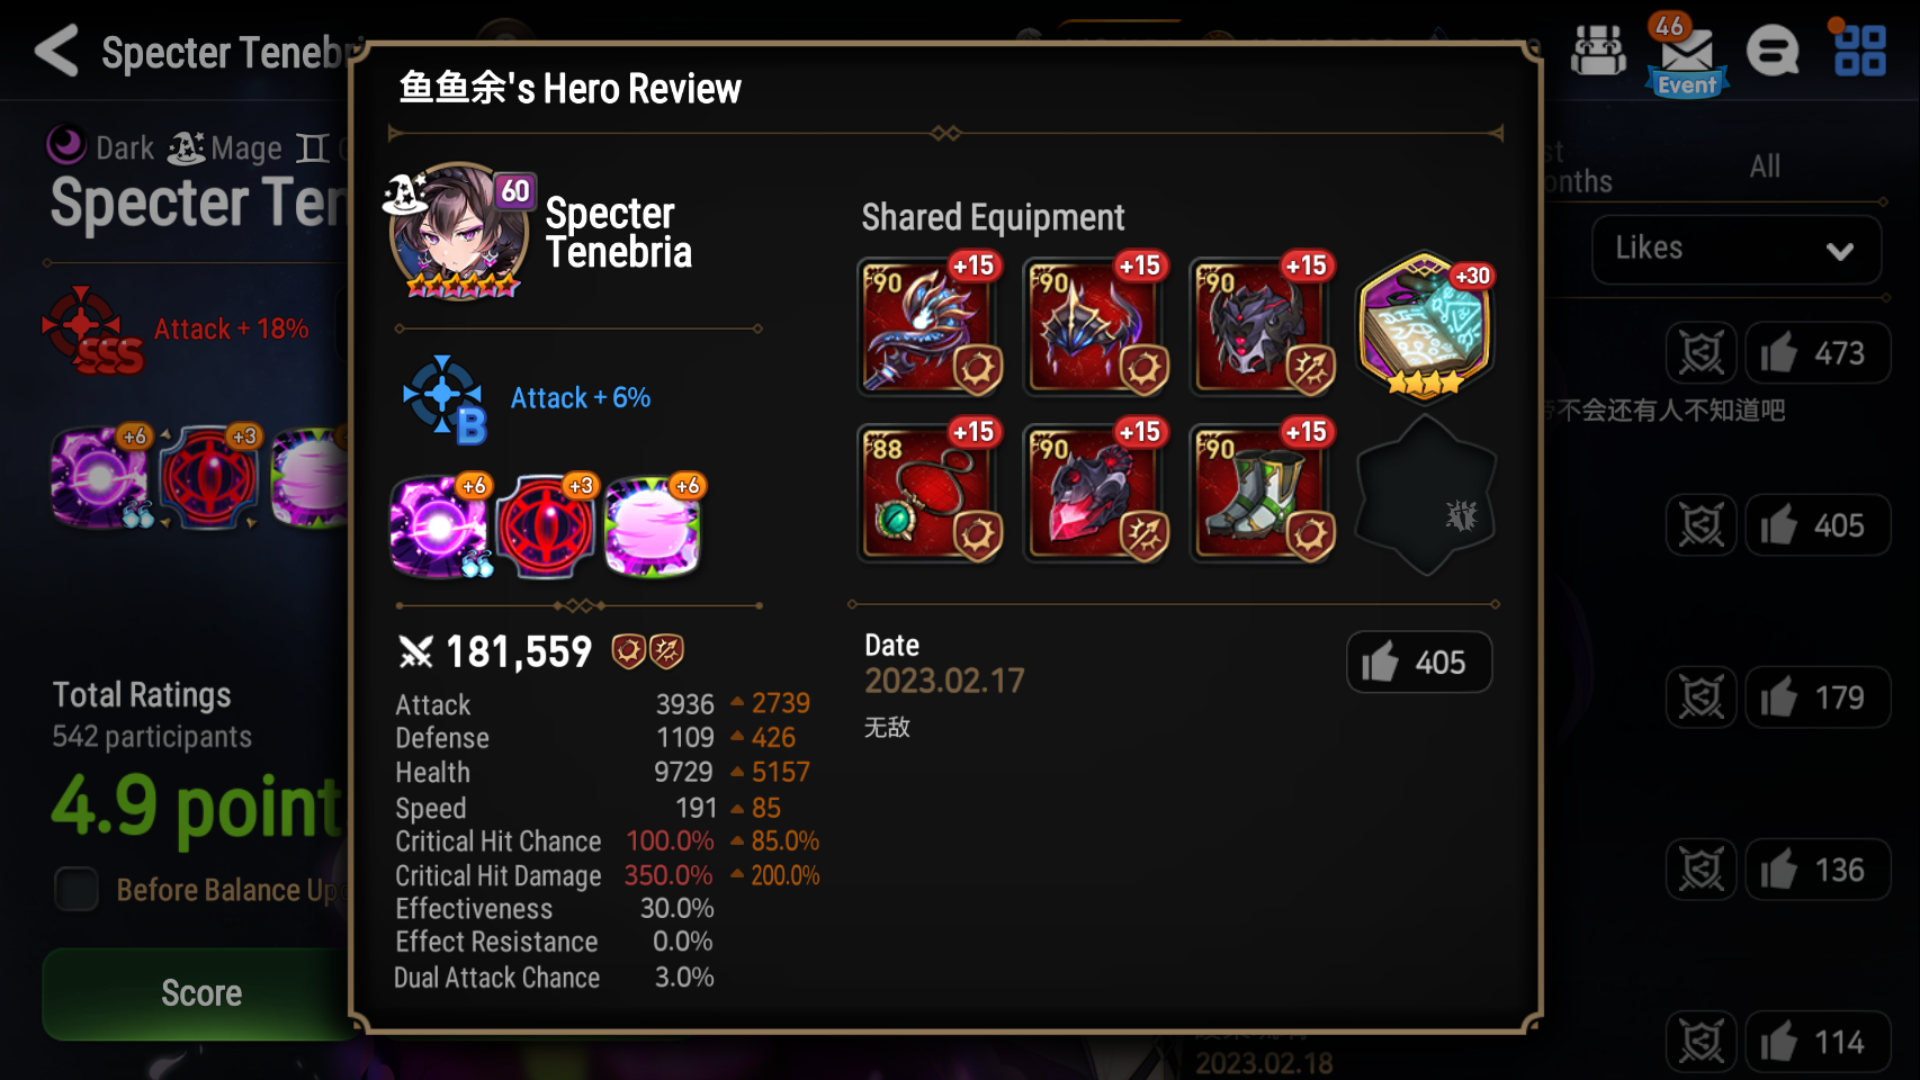 Specter Tenebri
46
Event
鱼鱼余's Hero Review
Dark Mage
Specter Ten
SSS Attack + 18%
+6 +3
Total Ratings
542 participants
4.9 point
Before Balance Up
Score
60
Specter
Tenebria
B Attack + 6%
+6 +3 +6
181,559
Attack 3936 2739
Defense 1109 426
Health 9729 5157
Speed 191 85
Critical Hit Chance 100.0% 85.0%
Critical Hit Damage 350.0% 200.0%
Effectiveness 30.0%
Effect Resistance 0.0%
Dual Attack Chance 3.0%
Shared Equipment
90 +15 90 +15 90 +15 +30
88 +15 90 +15 90 +15
Date
2023.02.17
405
无敌
onths
All
Likes
473
不会还有人不知道吧
405
179
136
114
2023.02.18